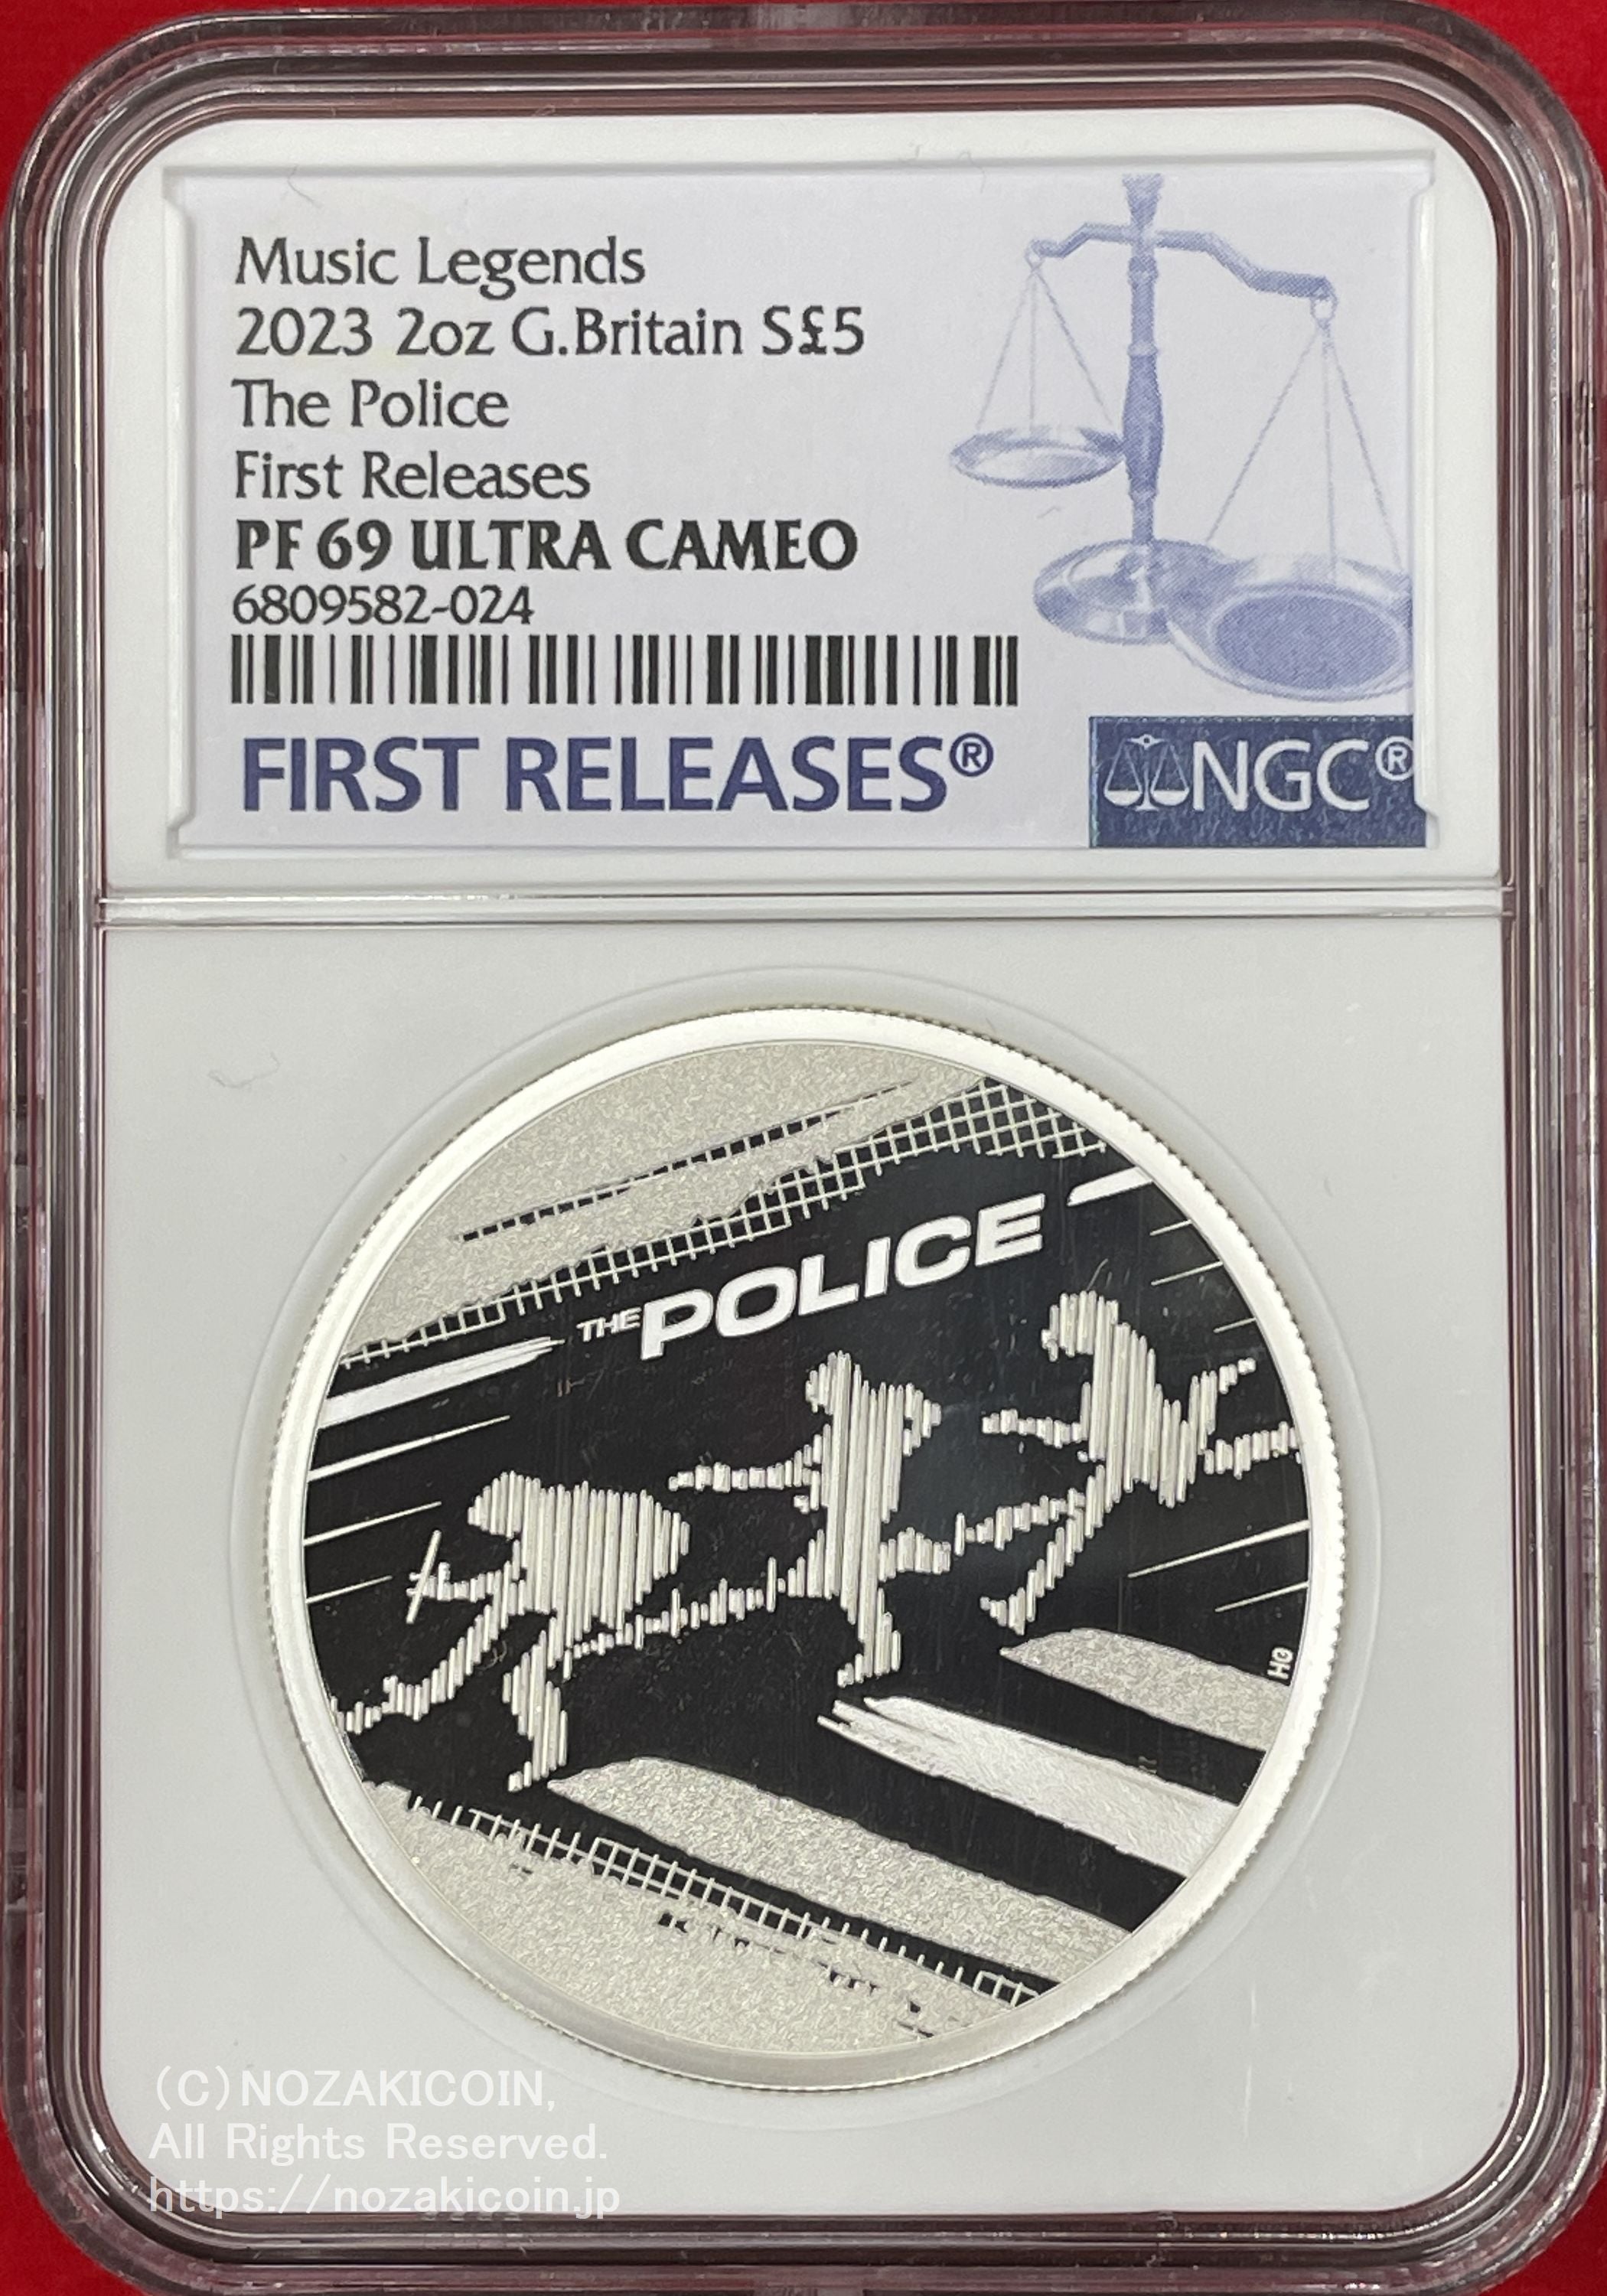 Music Legends
2023 2oz G.Britain S£5
The Police
First Releases
PF 69 ULTRA CAMEO
6809582-024
FIRST RELEASES®
NGC®
THE POLICE
HO
(C)NOZAKICOIN,
All Rights Reserved.
https://nozakicoin.jp